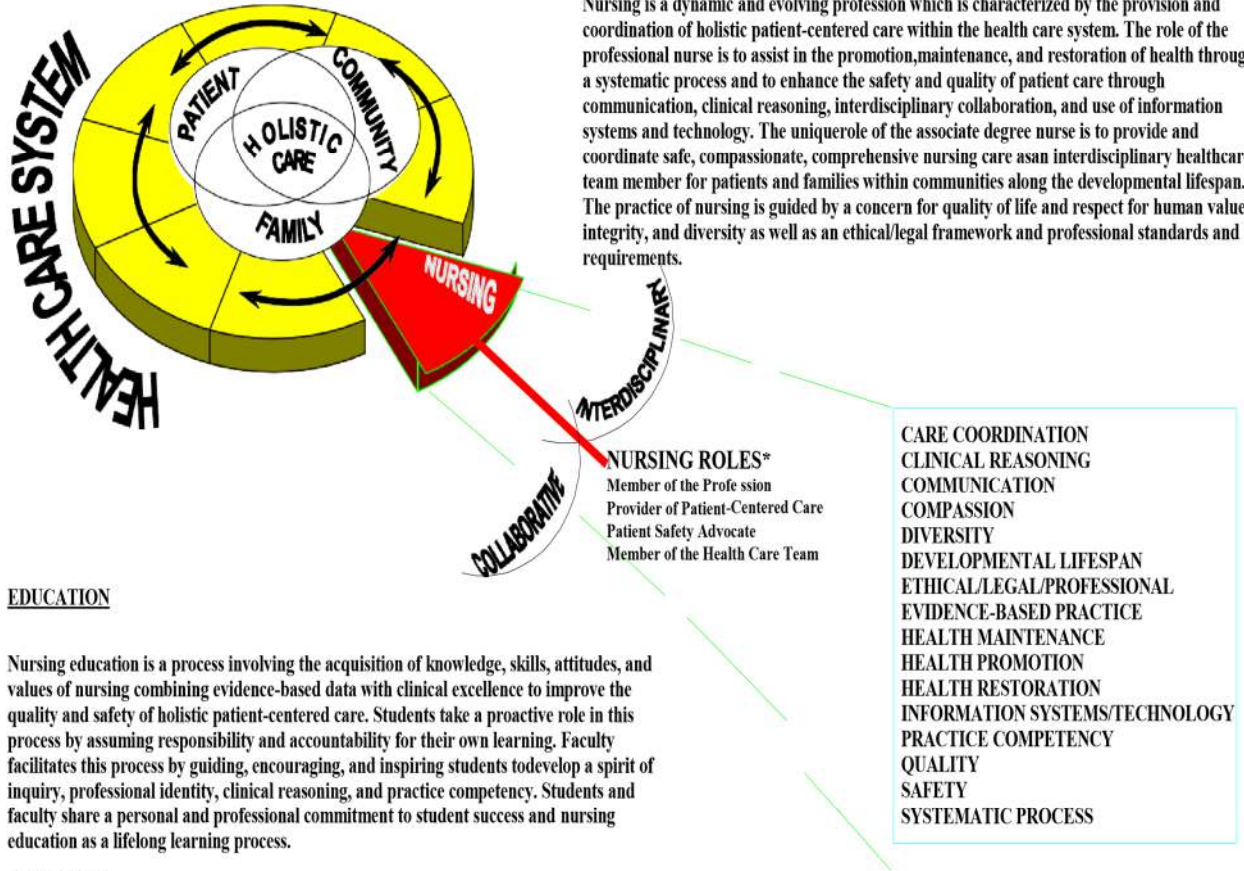 Nursing is a dynamic and evolving profession which is characterized by the provision and
coordination of holistic patient-centered care within the health care system. The role of the
professional nurse is to assist in the promotion,maintenance, and restoration of health throug
a systematic process and to enhance the safety and quality of patient care through
communication, clinical reasoning, interdisciplinary collaboration, and use of information
systems and technology. The uniquerole of the associate degree nurse is to provide and
coordinate safe, compassionate, comprehensive nursing care asan interdisciplinary healthcar
team member for patients and families within communities along the developmental lifespan.
The practice of nursing is guided by a concern for quality of life and respect for human value
integrity, and diversity as well as an ethical/legal framework and professional standards and
requirements.
HEALTH CARE SYSTEM
PATIENT
COMMUNITY
HOLISTIC
CARE
FAMILY
NURSING
INTERDISCIPLINARY
COLLABORATIVE
NURSING ROLES*
Member of the Profe ssion
Provider of Patient-Centered Care
Patient Safety Advocate
Member of the Health Care Team
CARE COORDINATION
CLINICAL REASONING
COMMUNICATION
COMPASSION
DIVERSITY
DEVELOPMENTAL LIFESPAN
ETHICAL/LEGAL/PROFESSIONAL
EVIDENCE-BASED PRACTICE
HEALTH MAINTENANCE
HEALTH PROMOTION
HEALTH RESTORATION
INFORMATION SYSTEMS/TECHNOLOGY
PRACTICE COMPETENCY
QUALITY
SAFETY
SYSTEMATIC PROCESS
EDUCATION
Nursing education is a process involving the acquisition of knowledge, skills, attitudes, and
values of nursing combining evidence-based data with clinical excellence to improve the
quality and safety of holistic patient-centered care. Students take a proactive role in this
process by assuming responsibility and accountability for their own learning. Faculty
facilitates this process by guiding, encouraging, and inspiring students todevelop a spirit of
inquiry, professional identity, clinical reasoning, and practice competency. Students and
faculty share a personal and professional commitment to student success and nursing
education as a lifelong learning process.